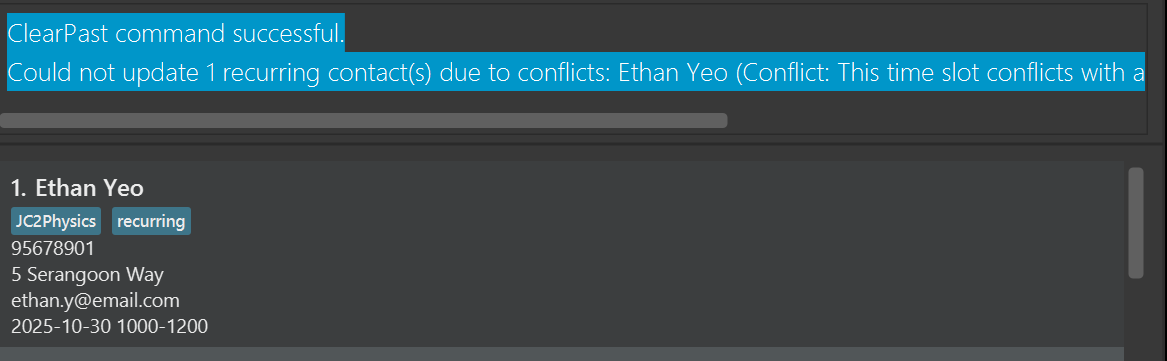 ClearPast command successful.
Could not update 1 recurring contact(s) due to conflicts: Ethan Yeo (Conflict: This time slot conflicts with a
1. Ethan Yeo
JC2Physics recurring
95678901
5 Serangoon Way
ethan.y@email.com
2025-10-30 1000-1200